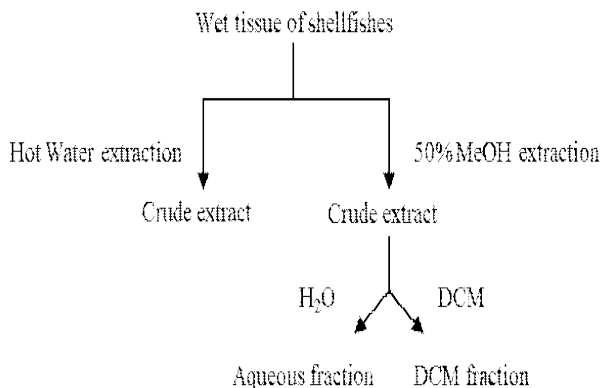 Wet tissue of shellfishes
Hot Water extraction
50% MeOH extraction
Crude extract
Crude extract
H₂O
DCM
Aqueous fraction
DCM fraction